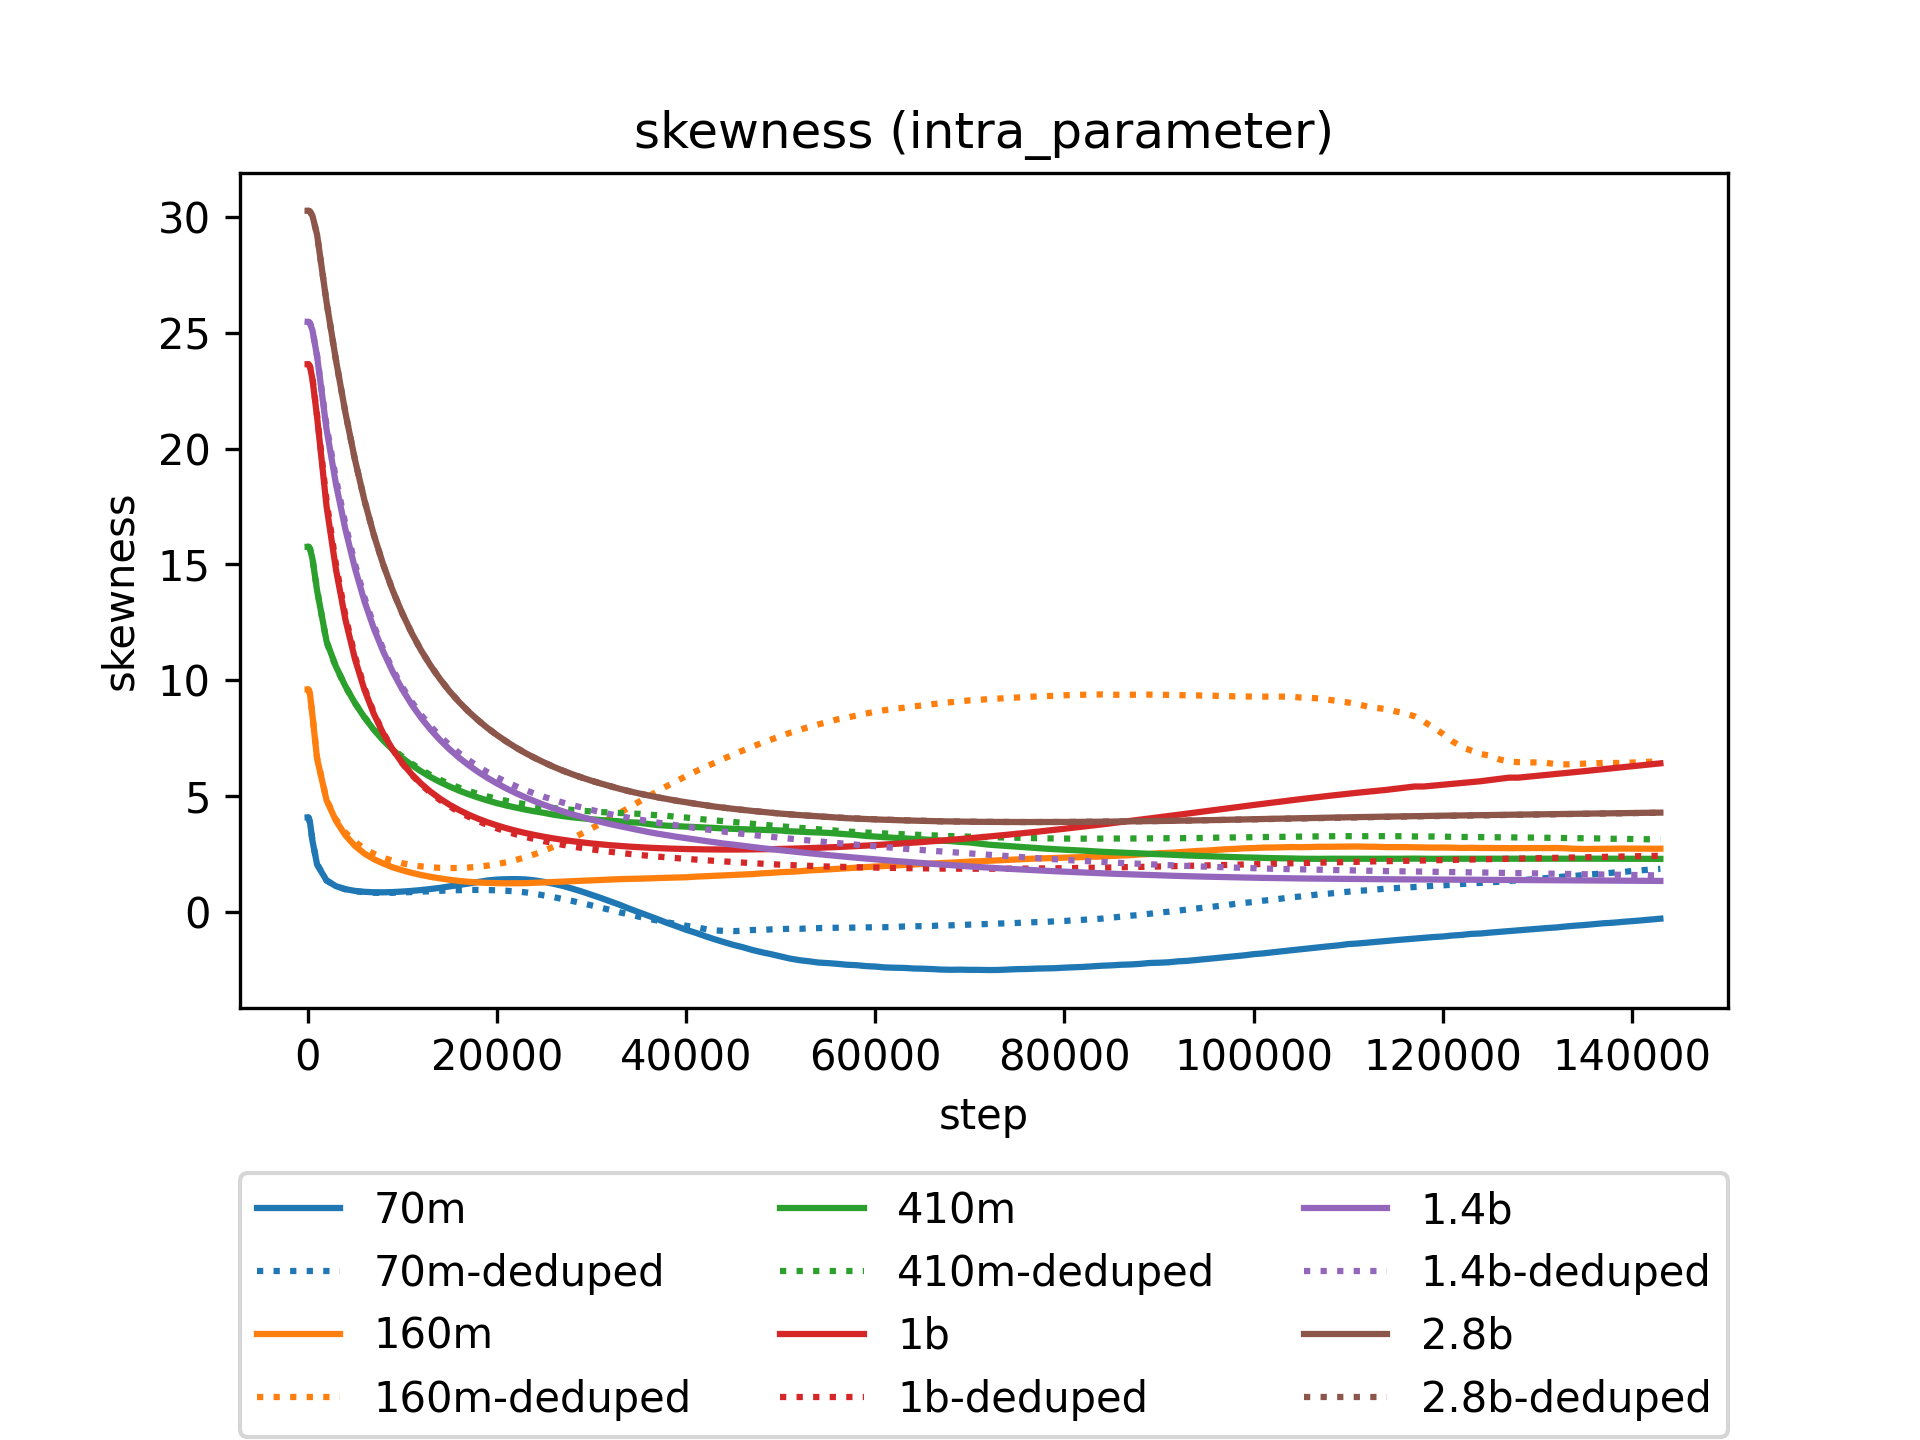 skewness (intra_parameter)
30
25
20
15
10
5
0
skewness
0 20000 40000 60000 80000 100000 120000 140000
step
70m 410m 1.4b
70m-deduped 410m-deduped 1.4b-deduped
160m 1b 2.8b
160m-deduped 1b-deduped 2.8b-deduped